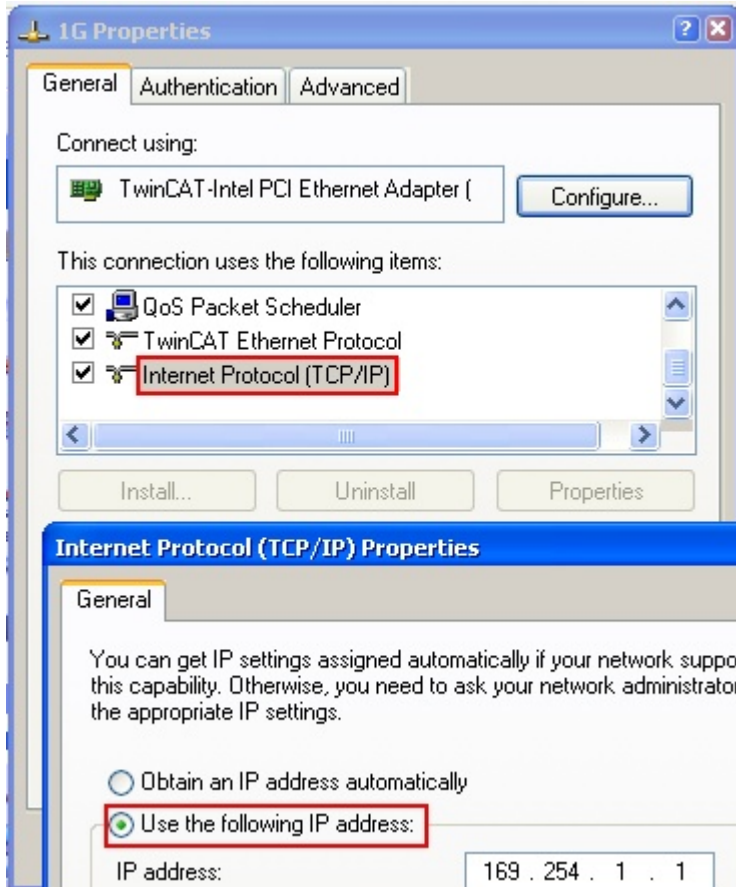 1G Properties
General Authentication Advanced
Connect using:
TwinCAT-Intel PCI Ethernet Adapter (
Configure...
This connection uses the following items:
QoS Packet Scheduler
TwinCAT Ethernet Protocol
Internet Protocol (TCP/IP)
Install... Uninstall Properties
Internet Protocol (TCP/IP) Properties
General
You can get IP settings assigned automatically if your network suppo
this capability. Otherwise, you need to ask your network administrator
the appropriate IP settings.
Obtain an IP address automatically
Use the following IP address:
IP address: 169 . 254 . 1 . 1